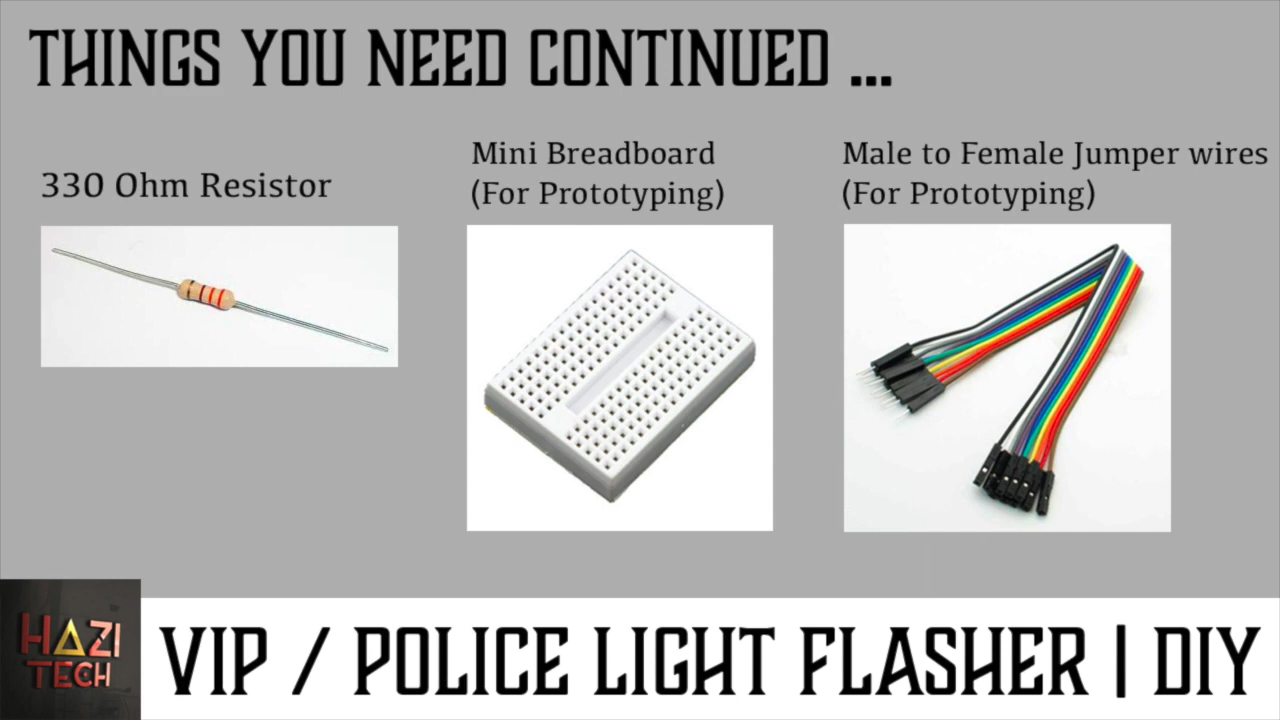 THINGS YOU NEED CONTINUED ...
330 Ohm Resistor
Mini Breadboard
(For Prototyping)
Male to Female Jumper wires
(For Prototyping)
HAZI
TECH
VIP / POLICE LIGHT FLASHER | DIY